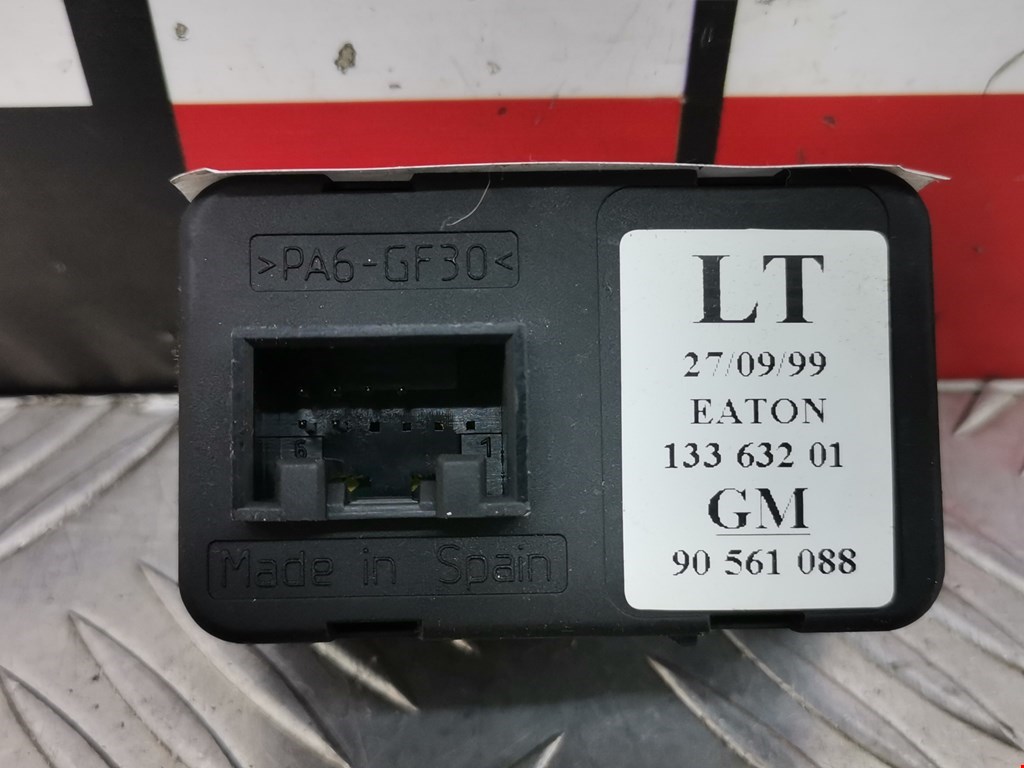 >PA6-GF30<
6 1
Made in Spain
LT
27/09/99
EATON
133 632 01
GM
90 561 088